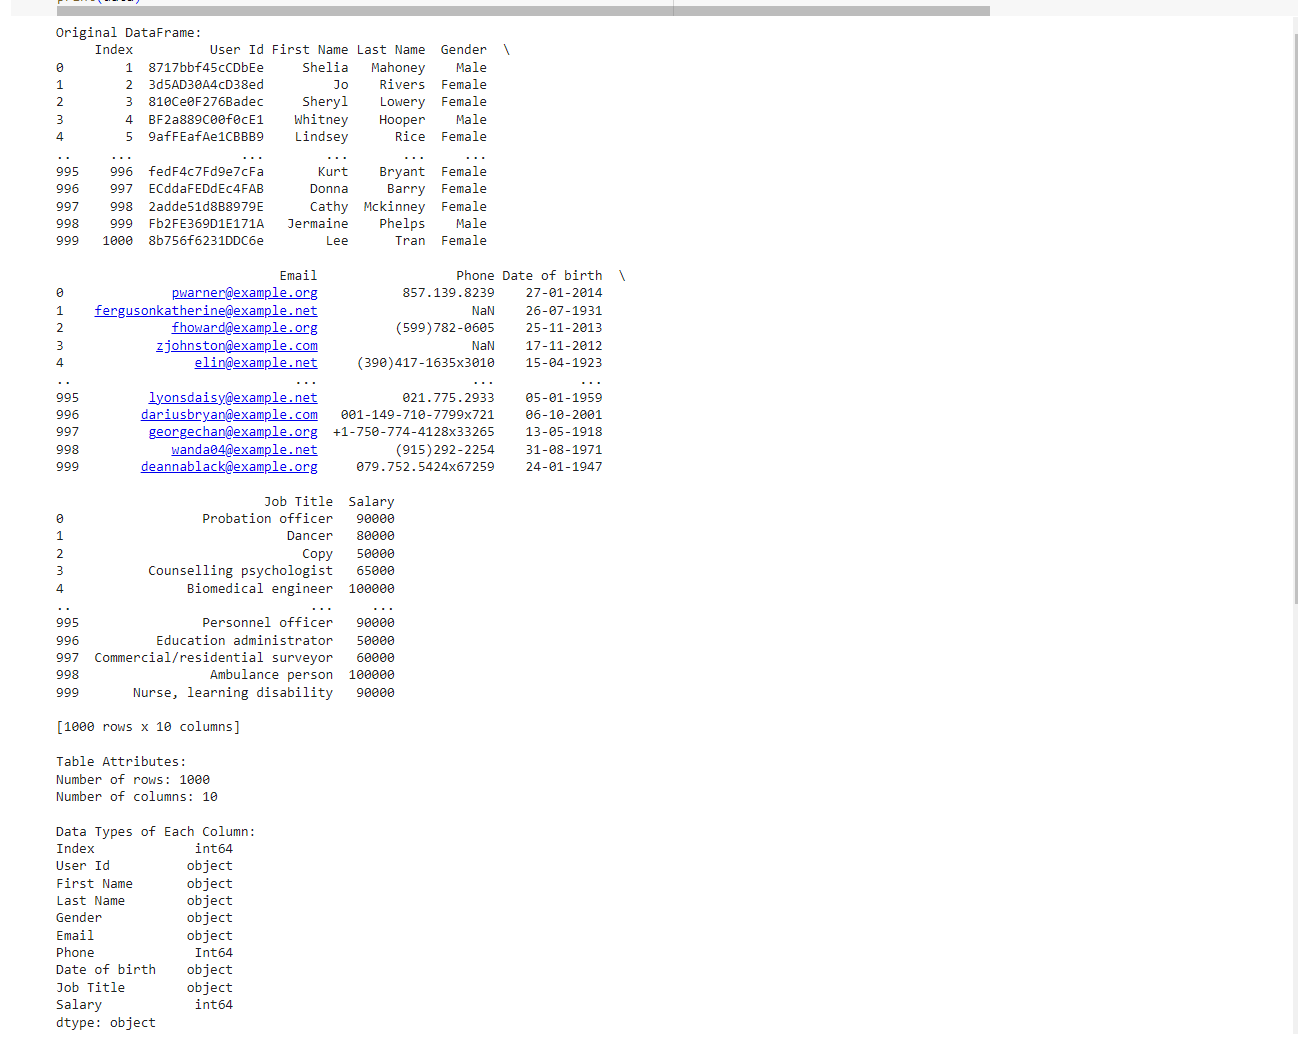 Original DataFrame:
Index User Id First Name Last Name Gender \
0 1 8717bbf45cCDbEe Shelia Mahoney Male
1 2 3d5AD30A4cD38ed Jo Rivers Female
2 3 810Ce0F276Badec Sheryl Lowery Female
3 4 BF2a889C00f0cE1 Whitney Hooper Male
4 5 9afFEafAe1CBBB9 Lindsey Rice Female
.. ... ... ... ... ...
995 996 fedF4c7Fd9e7cFa Kurt Bryant Female
996 997 ECddaFEDdEc4FAB Donna Barry Female
997 998 2adde51d8B8979E Cathy Mckinney Female
998 999 Fb2FE369D1E171A Jermaine Phelps Male
999 1000 8b756f6231DDC6e Lee Tran Female
Email Phone Date of birth \
0 pwarner@example.org 857.139.8239 27-01-2014
1 fergusonkatherine@example.net NaN 26-07-1931
2 fhoward@example.org (599)782-0605 25-11-2013
3 zjohnston@example.com NaN 17-11-2012
4 elin@example.net (390)417-1635x3010 15-04-1923
.. ... ... ...
995 lyonsdaisy@example.net 021.775.2933 05-01-1959
996 dariusbryan@example.com 001-149-710-7799x721 06-10-2001
997 georgechan@example.org +1-750-774-4128x33265 13-05-1918
998 wanda04@example.net (915)292-2254 31-08-1971
999 deannablack@example.org 079.752.5424x67259 24-01-1947
Job Title Salary
0 Probation officer 90000
1 Dancer 80000
2 Copy 50000
3 Counselling psychologist 65000
4 Biomedical engineer 100000
.. ... ...
995 Personnel officer 90000
996 Education administrator 50000
997 Commercial/residential surveyor 60000
998 Ambulance person 100000
999 Nurse, learning disability 90000
[1000 rows x 10 columns]
Table Attributes:
Number of rows: 1000
Number of columns: 10
Data Types of Each Column:
Index int64
User Id object
First Name object
Last Name object
Gender object
Email object
Phone Int64
Date of birth object
Job Title object
Salary int64
dtype: object